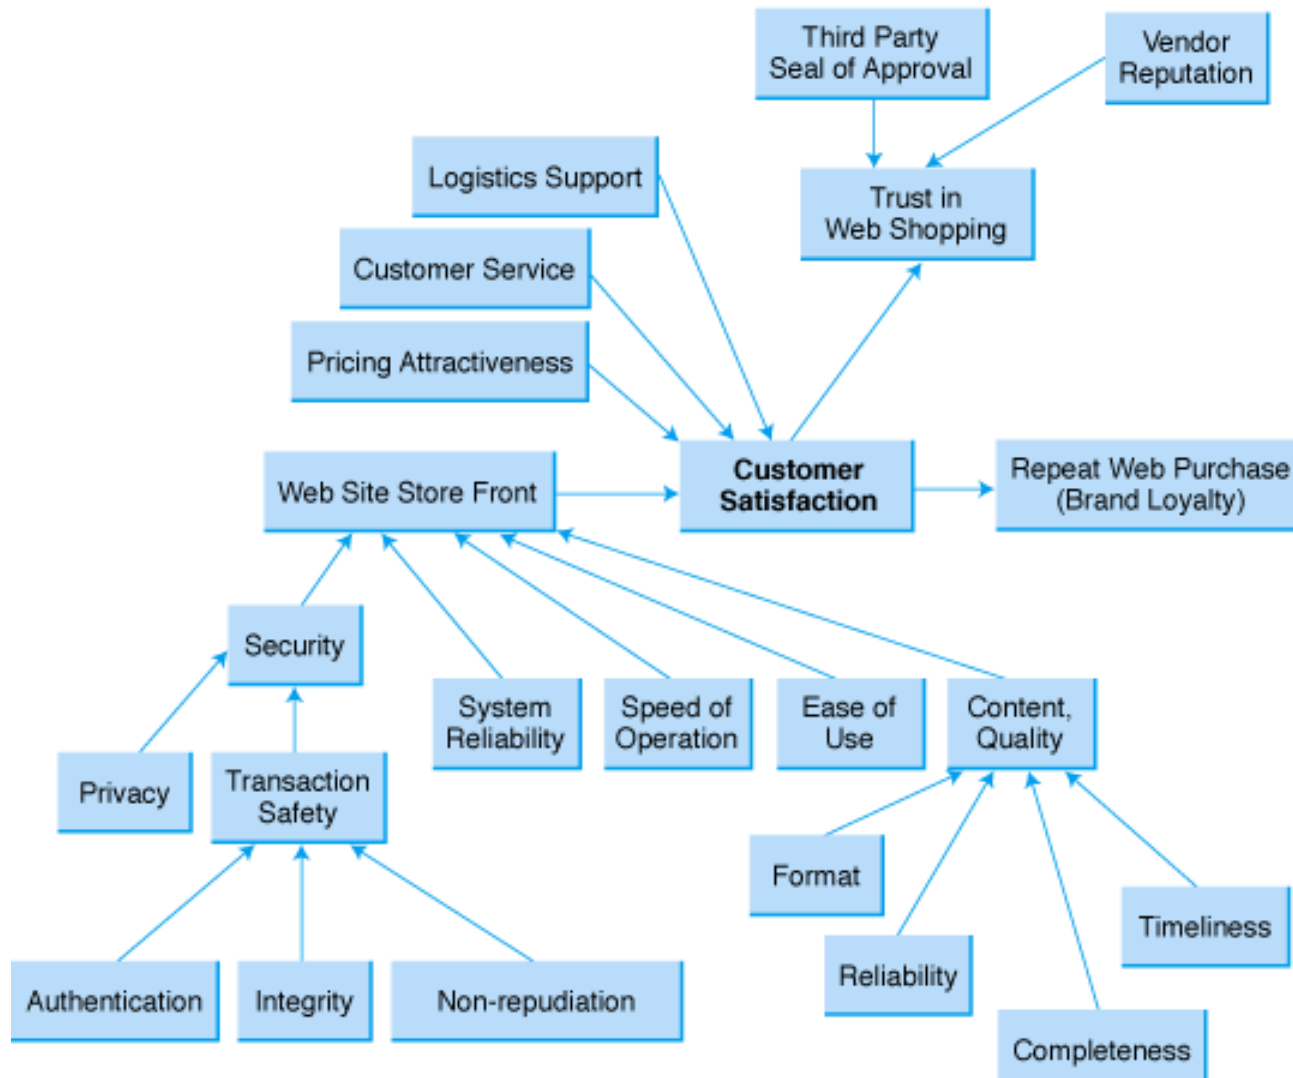 Third Party
Seal of Approval
Vendor
Reputation
Logistics Support
Trust in
Web Shopping
Customer Service
Pricing Attractiveness
Web Site Store Front
Customer
Satisfaction
Repeat Web Purchase
(Brand Loyalty)
Security
System
Reliability
Speed of
Operation
Ease of
Use
Content,
Quality
Privacy
Transaction
Safety
Format
Timeliness
Reliability
Authentication
Integrity
Non-repudiation
Completeness